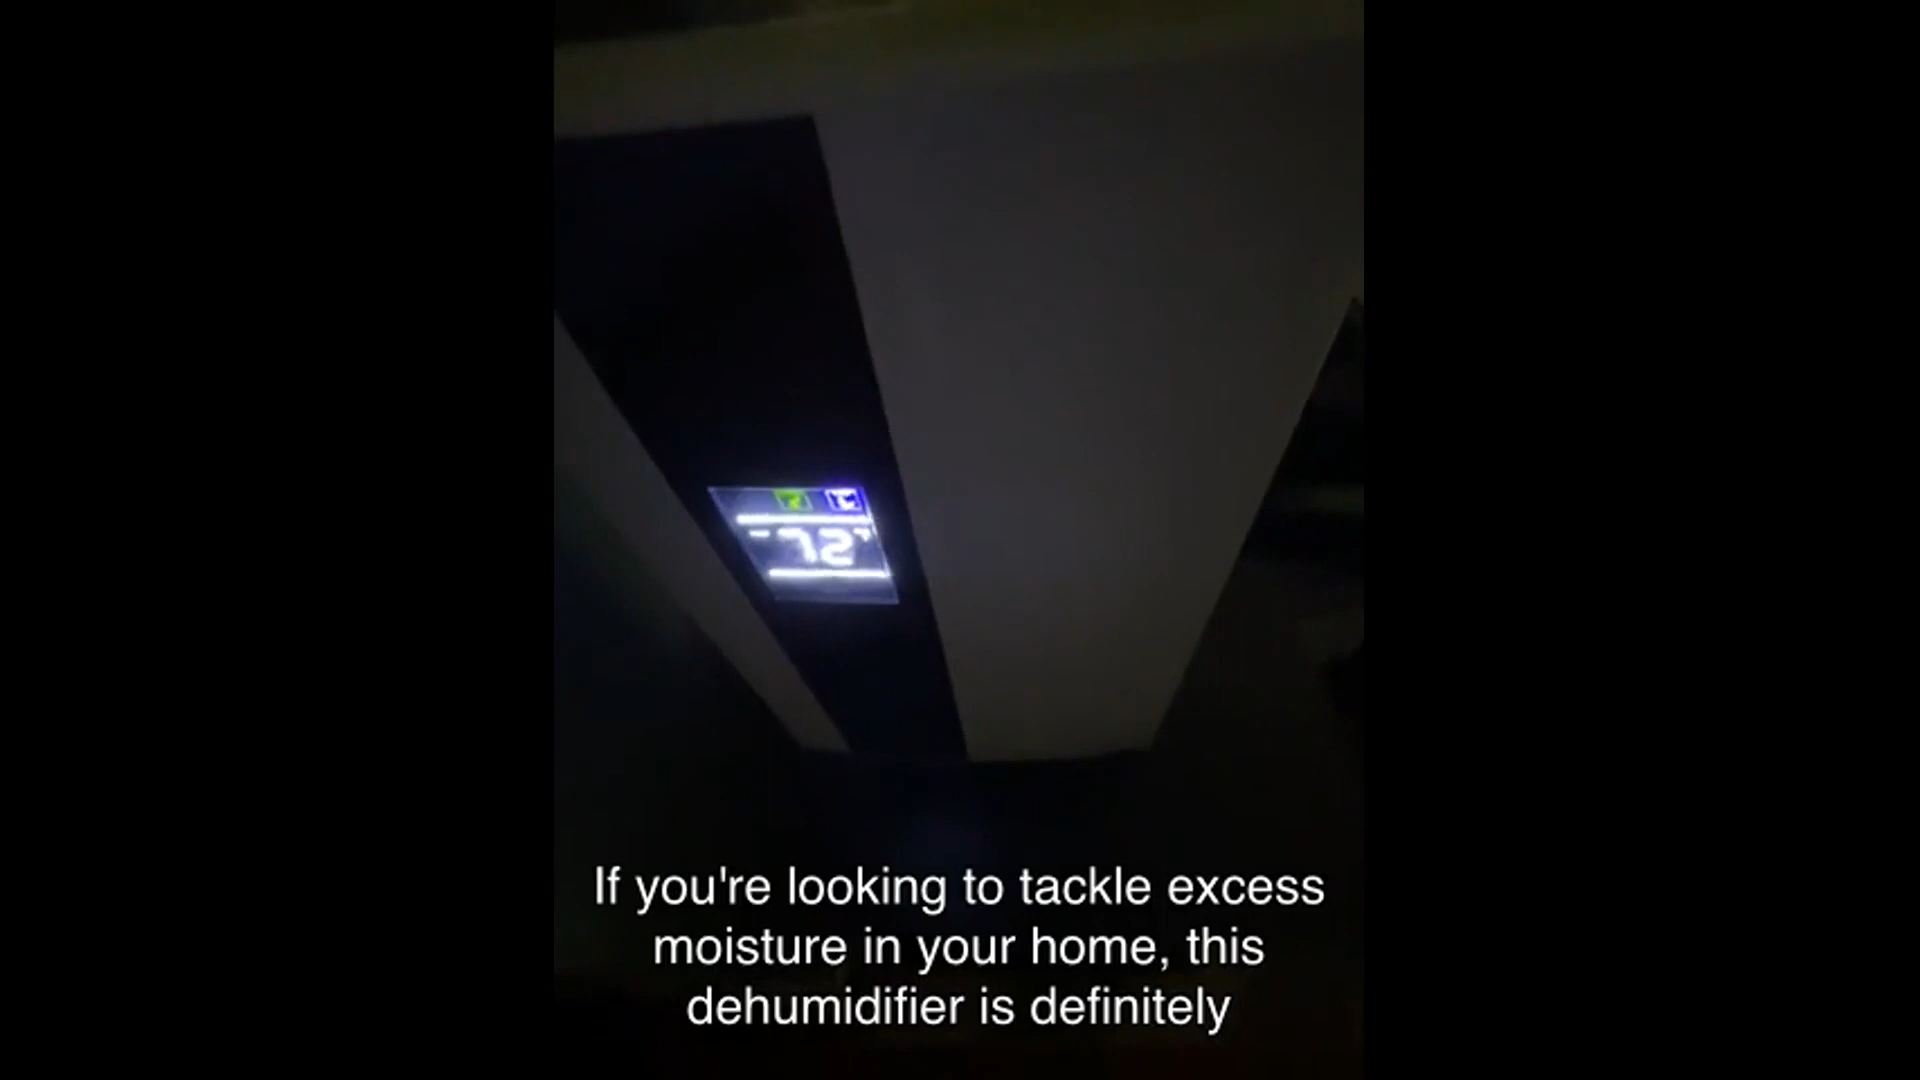 72
If you're looking to tackle excess
moisture in your home, this
dehumidifier is definitely